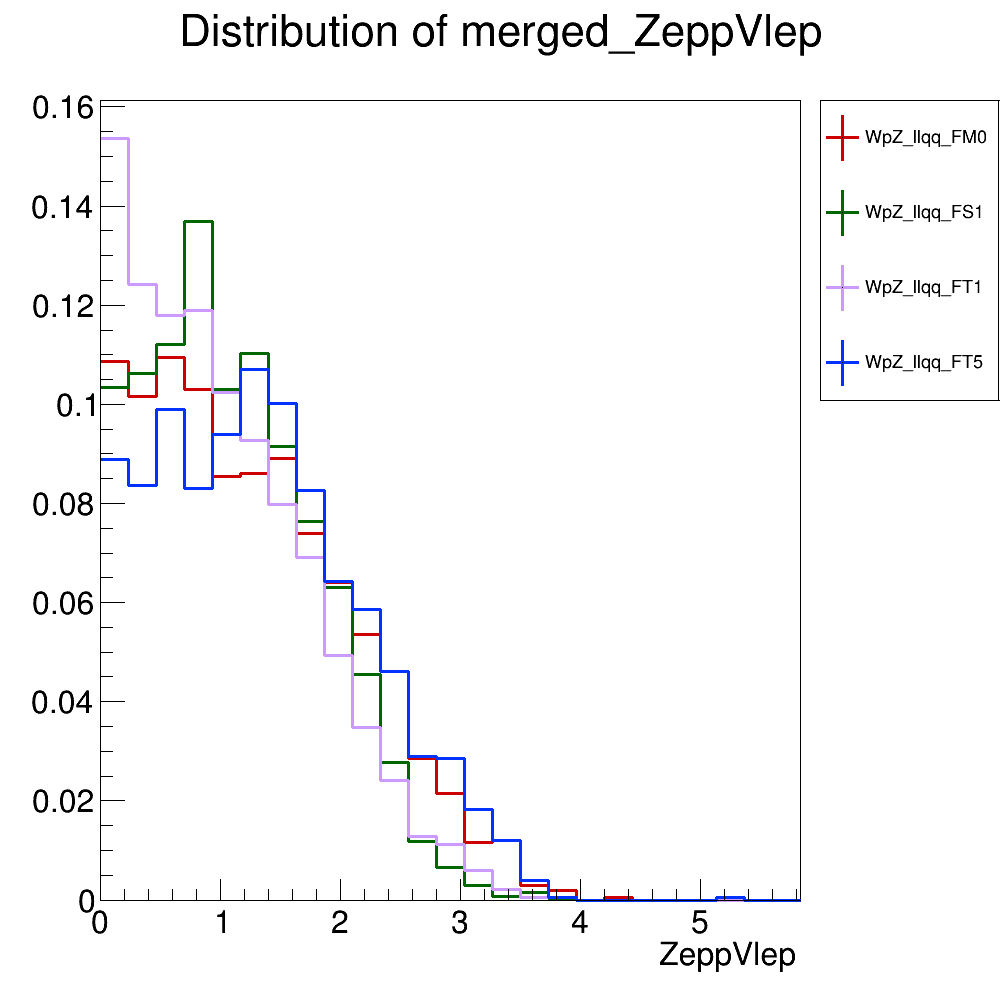 Distribution of merged_ZeppVlep
0.16
0.14
0.12
0.1
0.08
0.06
0.04
0.02
0
0 1 2 3 4 5
ZeppVlep
WpZ_llqq_FM0
WpZ_llqq_FS1
WpZ_llqq_FT1
WpZ_llqq_FT5